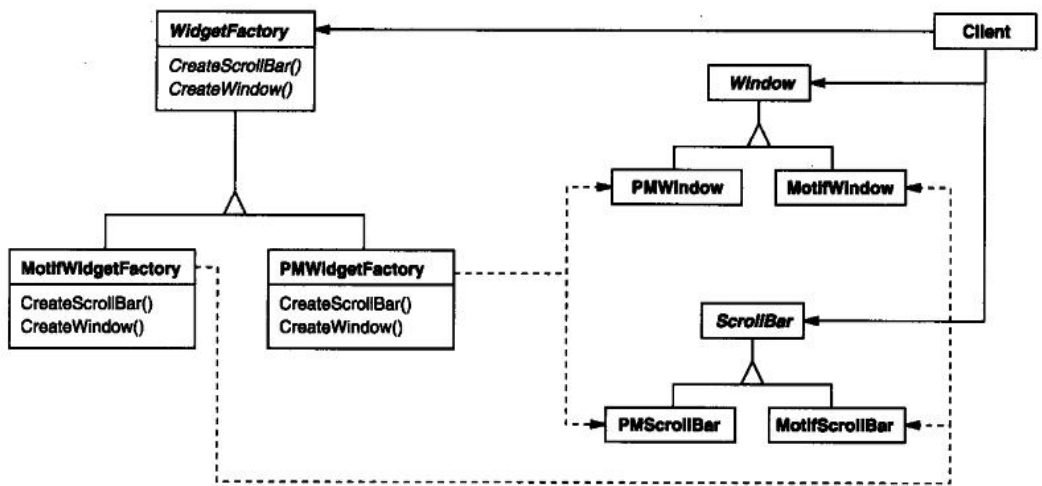 WidgetFactory
CreateScrollBar()
CreateWindow()
Client
Window
PMWindow
MotifWindow
MotifWidgetFactory
CreateScrollBar()
CreateWindow()
PMWidgetFactory
CreateScrollBar()
CreateWindow()
ScrollBar
PMScrollBar
MotifScrollBar